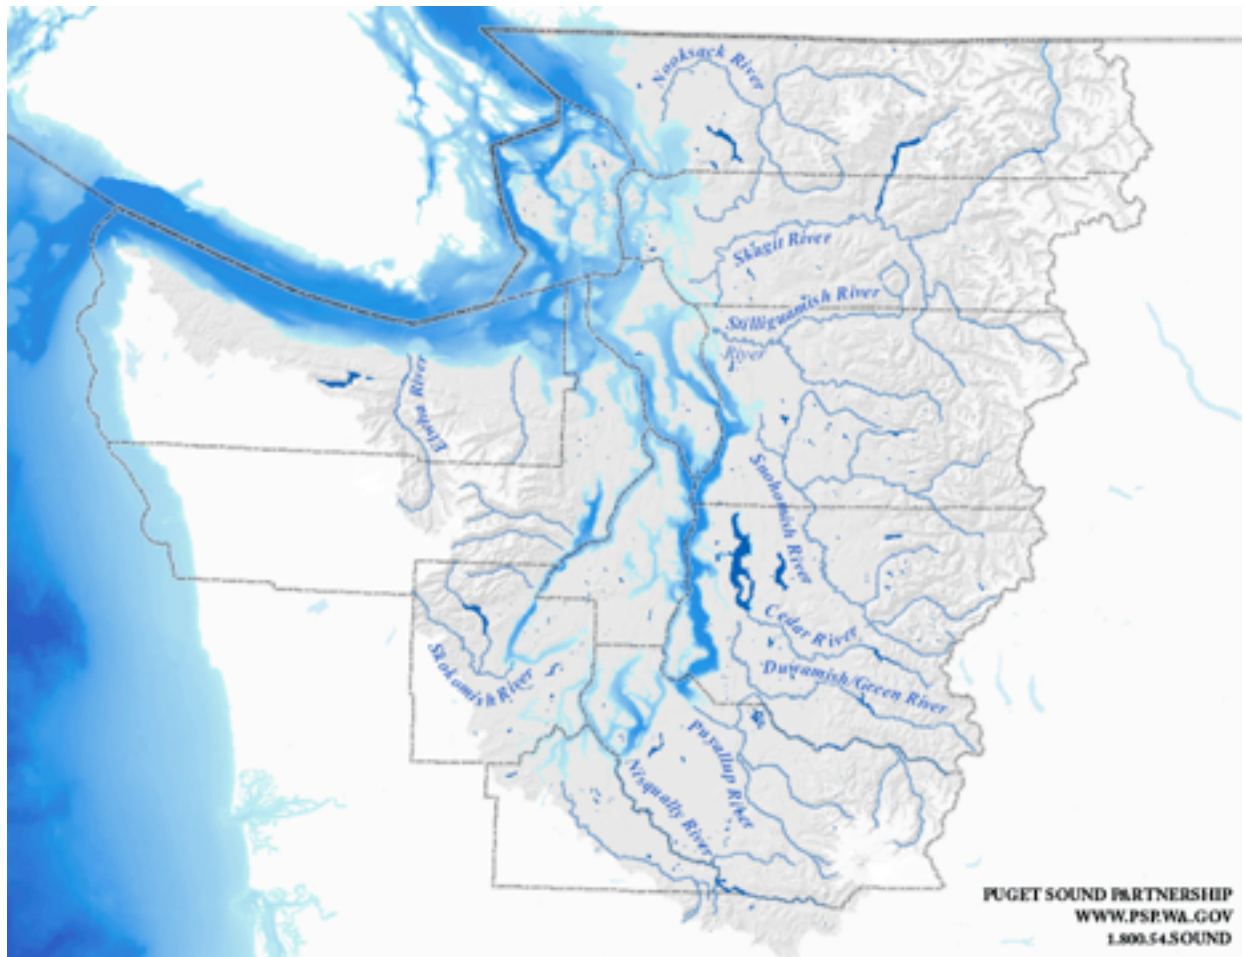 Nooksack River
Skagit River
Stilliguamish River
River
Elwha River
Snohomish River
Cedar River
Duwamish/Green River
Skokomish River
Puyallup River
Nisqually River
PUGET SOUND PARTNERSHIP
WWW.PSP.WA.GOV
1.800.54.SOUND